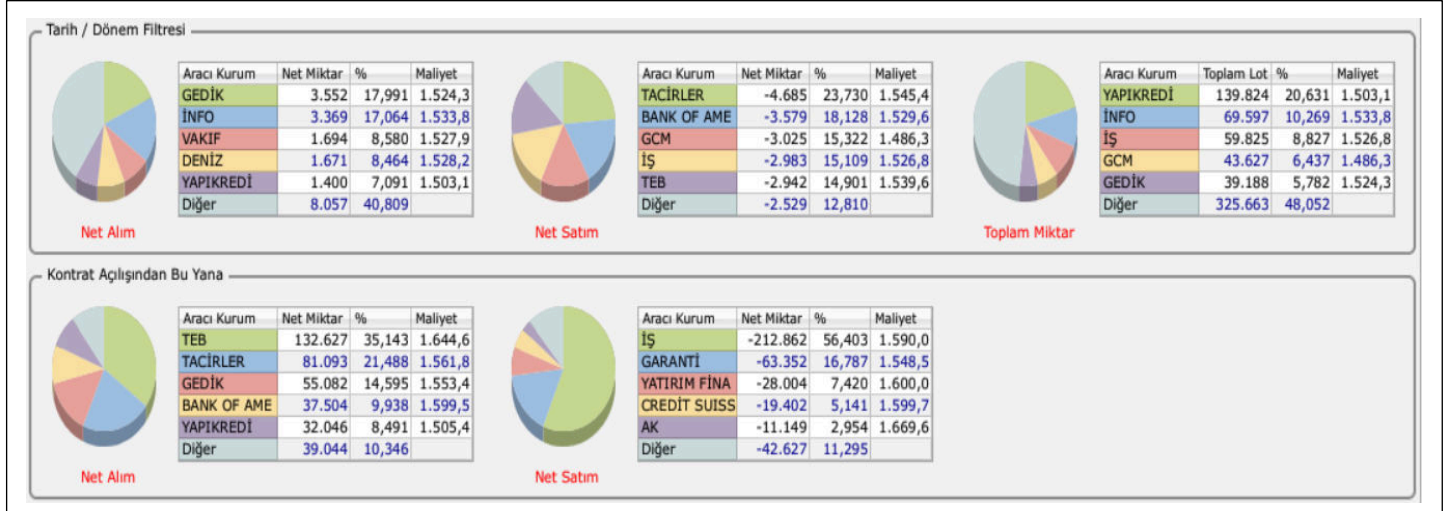 Tarih / Dönem Filtresi
Aracı Kurum Net Miktar % Maliyet
GEDİK 3.552 17,991 1.524,3
İNFO 3.369 17,064 1.533,8
VAKIF 1.694 8,580 1.527,9
DENİZ 1.671 8,464 1.528,2
YAPIKREDİ 1.400 7,091 1.503,1
Diğer 8.057 40,809
Net Alım
Aracı Kurum Net Miktar % Maliyet
TACİRLER -4.685 23,730 1.545,4
BANK OF AME -3.579 18,128 1.529,6
GCM -3.025 15,322 1.486,3
İŞ -2.983 15,109 1.526,8
TEB -2.942 14,901 1.539,6
Diğer -2.529 12,810
Net Satım
Aracı Kurum Toplam Lot % Maliyet
YAPIKREDİ 139.824 20,631 1.503,1
İNFO 69.597 10,269 1.533,8
İŞ 59.825 8,827 1.526,8
GCM 43.627 6,437 1.486,3
GEDİK 39.188 5,782 1.524,3
Diğer 325.663 48,052
Toplam Miktar
Kontrat Açılışından Bu Yana
Aracı Kurum Net Miktar % Maliyet
TEB 132.627 35,143 1.644,6
TACİRLER 81.093 21,488 1.561,8
GEDİK 55.082 14,595 1.553,4
BANK OF AME 37.504 9,938 1.599,5
YAPIKREDİ 32.046 8,491 1.505,4
Diğer 39.044 10,346
Net Alım
Aracı Kurum Net Miktar % Maliyet
İŞ -212.862 56,403 1.590,0
GARANTİ -63.352 16,787 1.548,5
YATIRIM FİNA -28.004 7,420 1.600,0
CREDİT SUISS -19.402 5,141 1.599,7
AK -11.149 2,954 1.669,6
Diğer -42.627 11,295
Net Satım